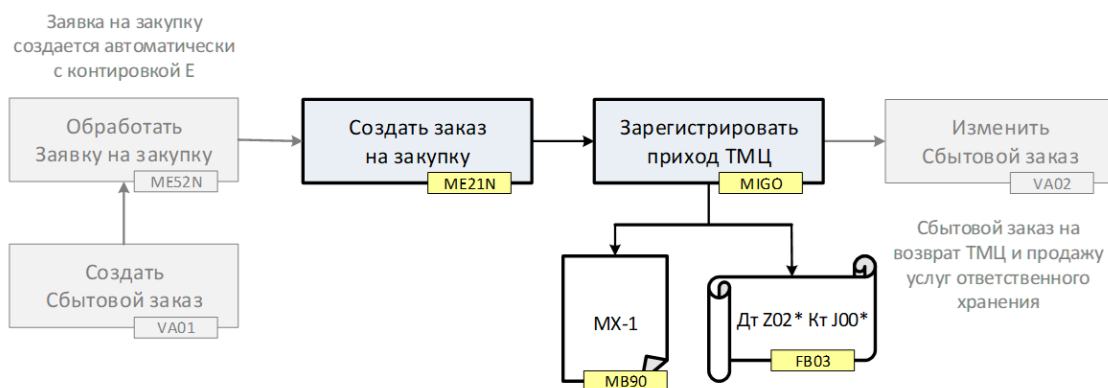 Заявка на закупку
создается автоматически
с контировкой Е
Обработать
Заявку на закупку
ME52N
Создать заказ
на закупку
ME21N
Зарегистрировать
приход ТМЦ
MIGO
Изменить
Сбытовой заказ
VA02
Создать
Сбытовой заказ
VA01
МХ-1
MB90
Дт Z02* Кт J00*
FB03
Сбытовой заказ на
возврат ТМЦ и продажу
услуг ответственного
хранения